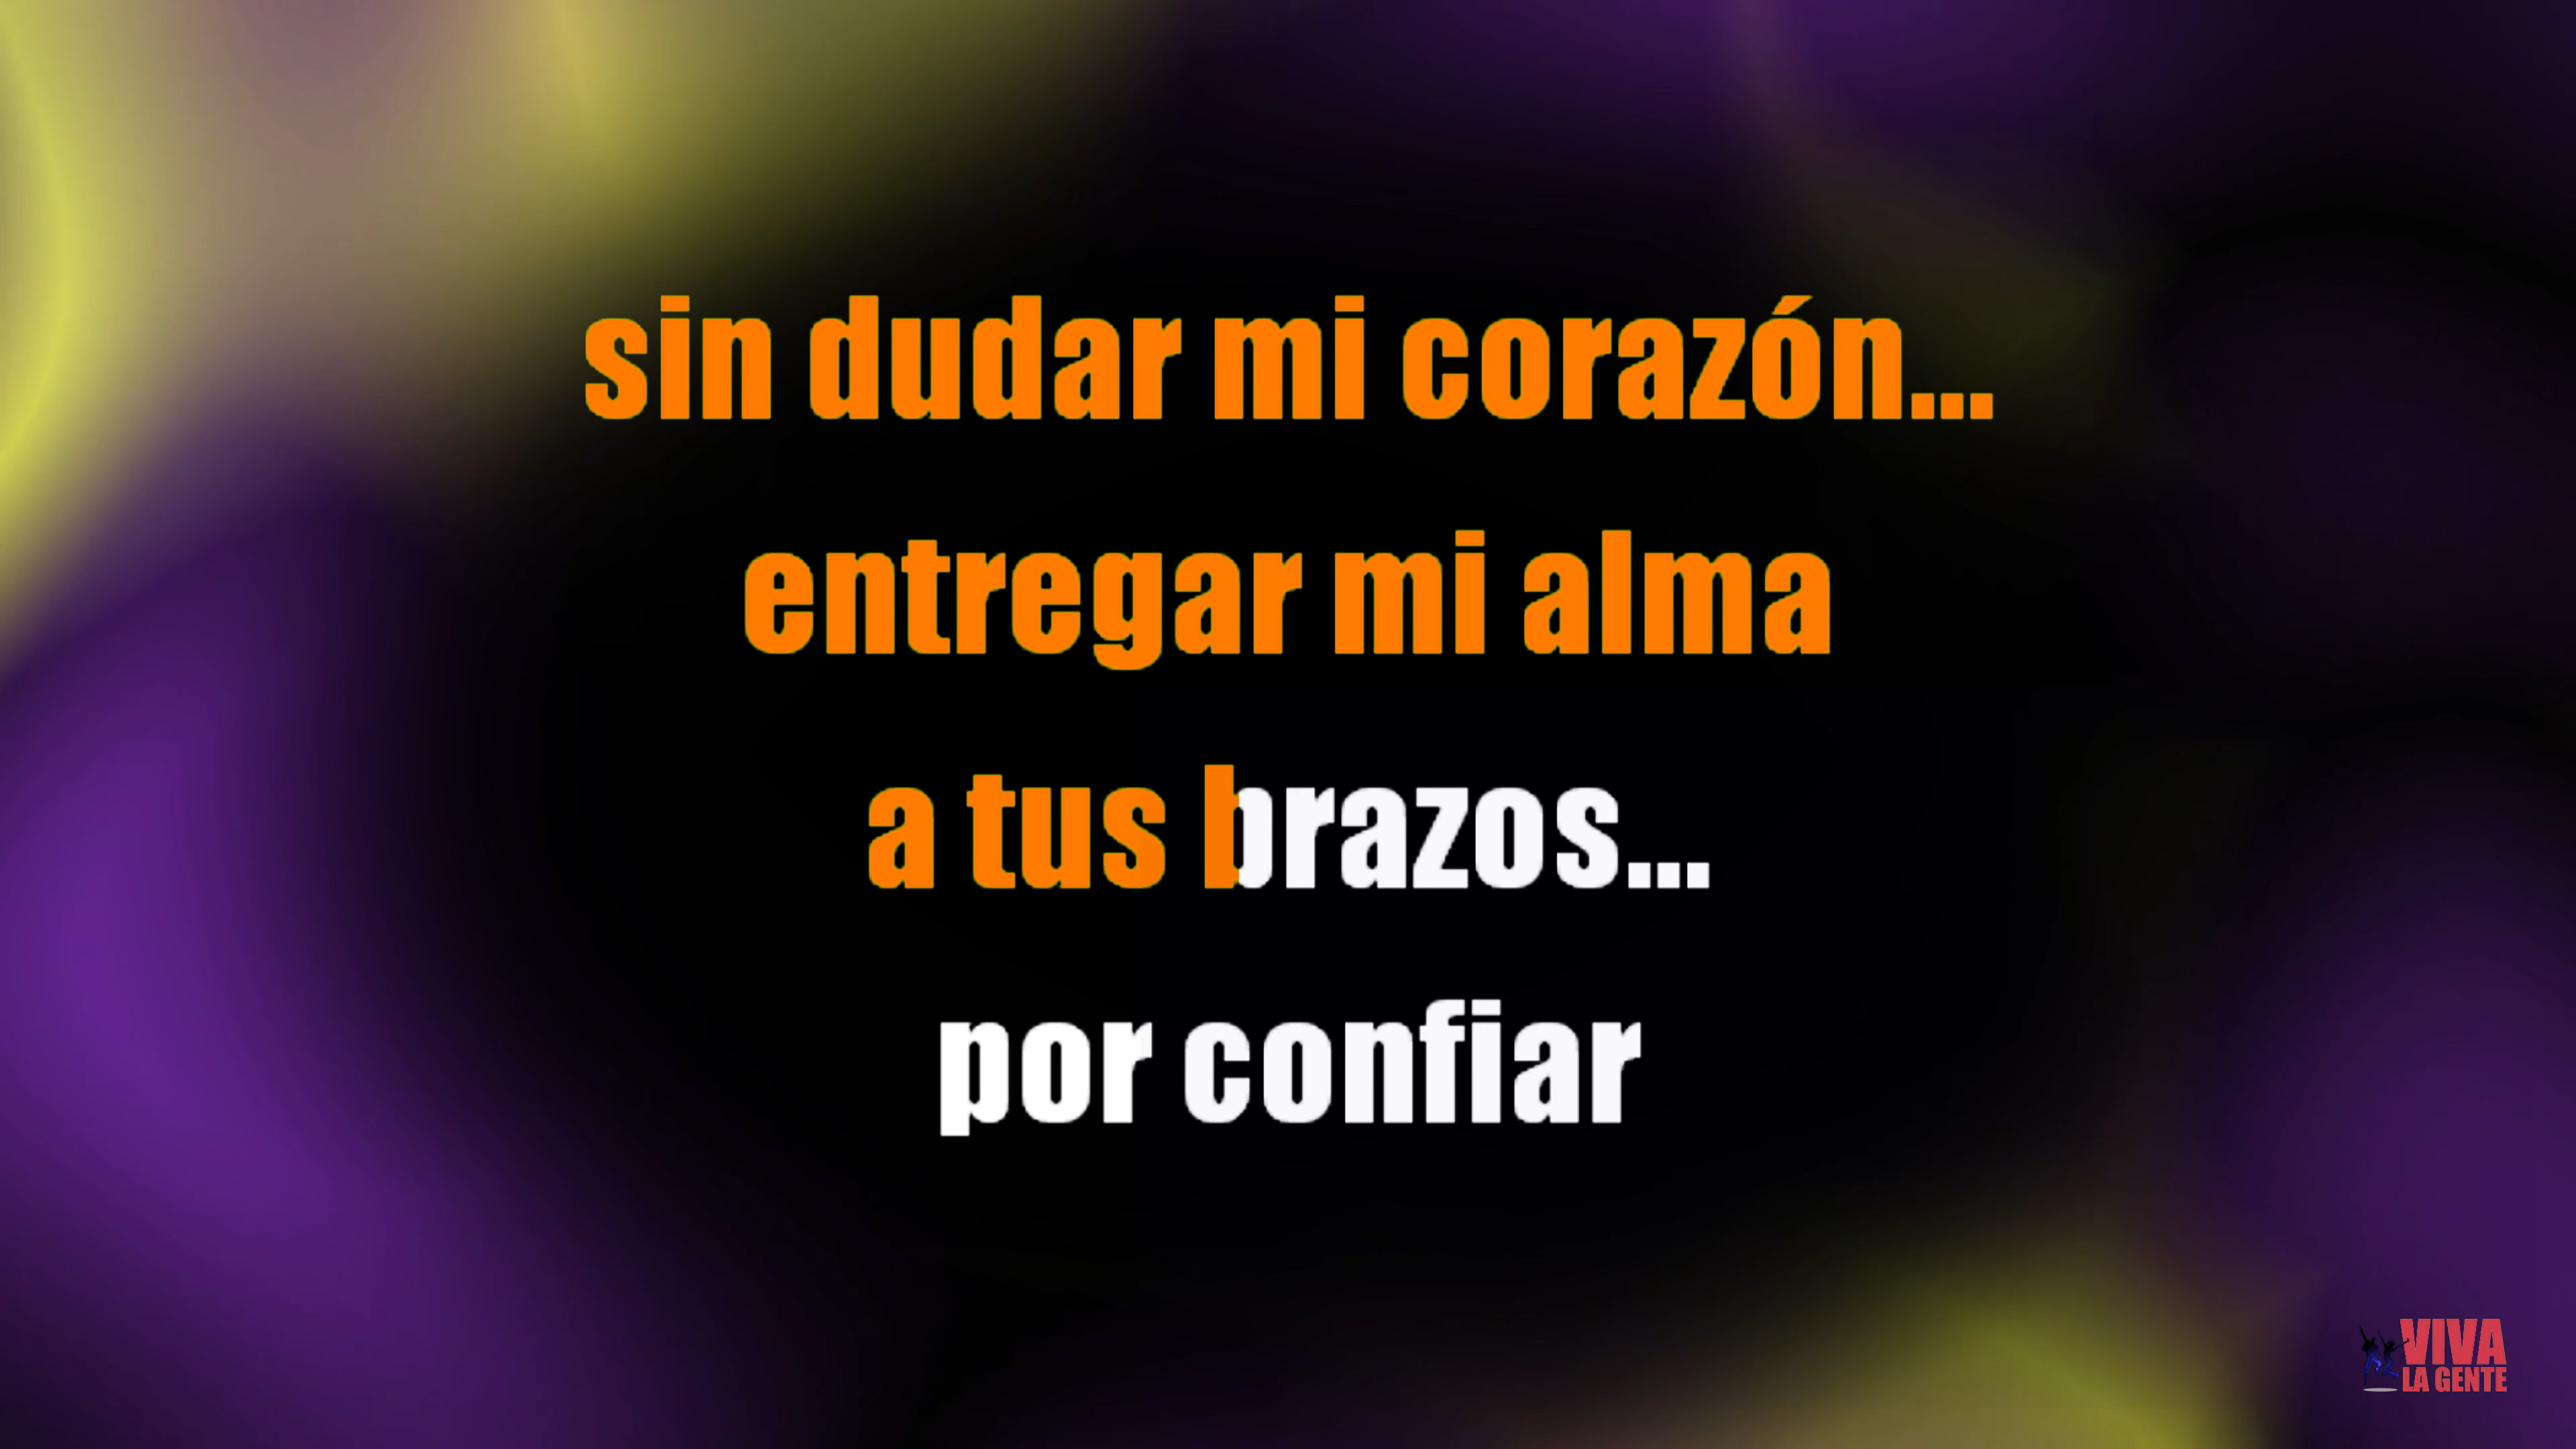 sin dudar mi corazón...
entregar mi alma
a tus brazos...
por confiar
VIVA
LA GENTE